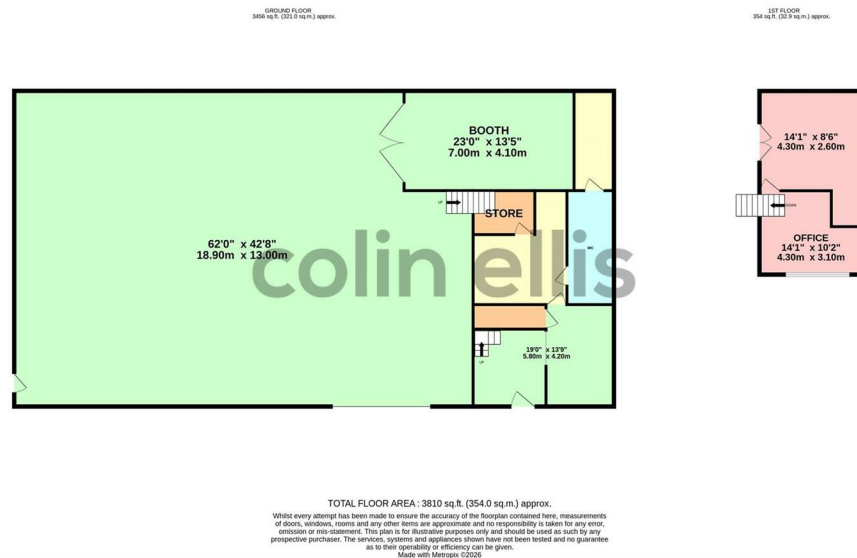 GROUND FLOOR
3456 sq.ft. (321.0 sq.m.) approx.
1ST FLOOR
354 sq.ft. (32.9 sq.m.) approx.
BOOTH
23'0" x 13'5"
7.00m x 4.10m
14'1" x 8'6"
4.30m x 2.60m
UP
STORE
DOWN
62'0" x 42'8"
18.90m x 13.00m
WC
OFFICE
14'1" x 10'2"
4.30m x 3.10m
colin ellis
19'0" x 13'9"
5.80m x 4.20m
UP
TOTAL FLOOR AREA : 3810 sq.ft. (354.0 sq.m.) approx.
Whilst every attempt has been made to ensure the accuracy of the floorplan contained here, measurements
of doors, windows, rooms and any other items are approximate and no responsibility is taken for any error,
omission or mis-statement. This plan is for illustrative purposes only and should be used as such by any
prospective purchaser. The services, systems and appliances shown have not been tested and no guarantee
as to their operability or efficiency can be given.
Made with Metropix ©2026